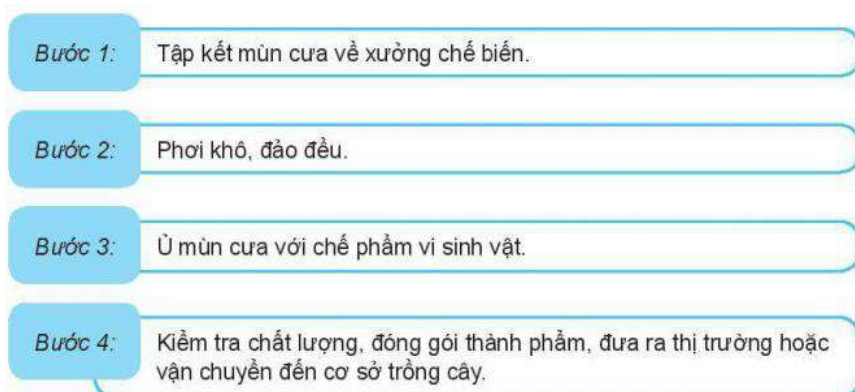 Bước 1: Tập kết mùn cưa về xưởng chế biến.
Bước 2: Phơi khô, đảo đều.
Bước 3: Ủ mùn cưa với chế phẩm vi sinh vật.
Bước 4: Kiểm tra chất lượng, đóng gói thành phẩm, đưa ra thị trường hoặc
vận chuyển đến cơ sở trồng cây.